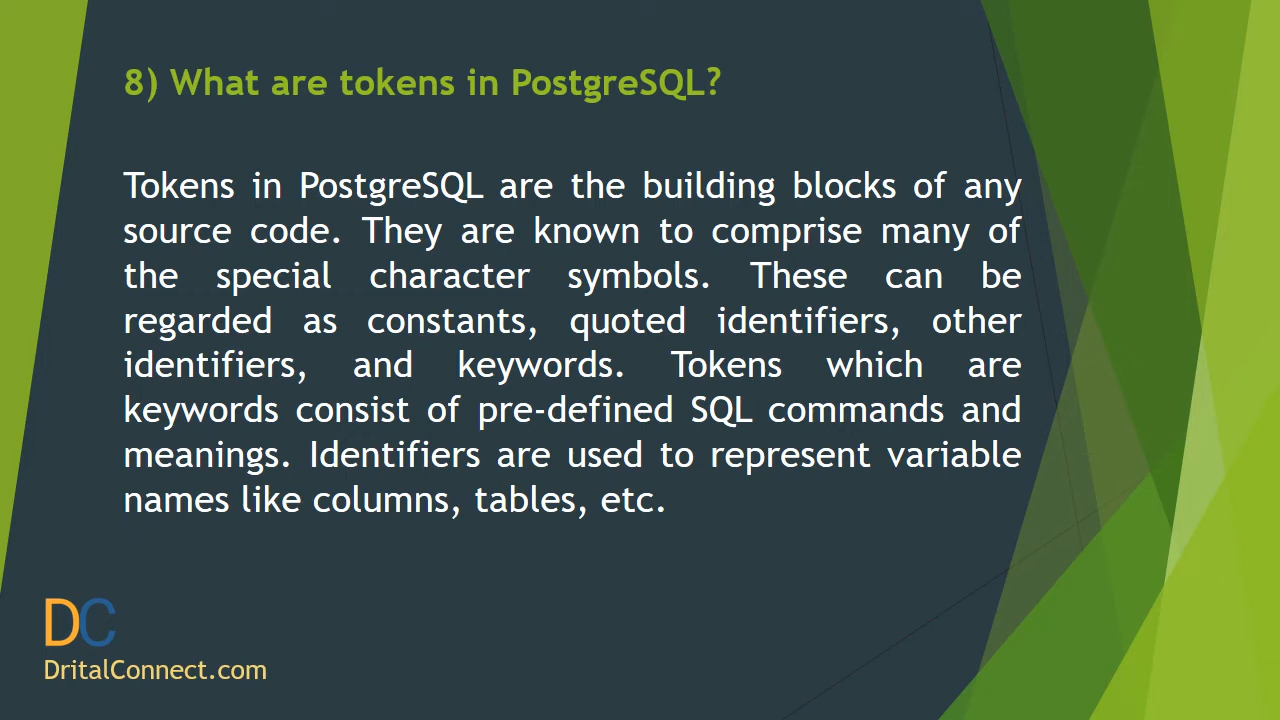 8) What are tokens in PostgreSQL?
Tokens in PostgreSQL are the building blocks of any
source code. They are known to comprise many of
the special character symbols. These can be
regarded as constants, quoted identifiers, other
identifiers, and keywords. Tokens which are
keywords consist of pre-defined SQL commands and
meanings. Identifiers are used to represent variable
names like columns, tables, etc.
DC
DritalConnect.com